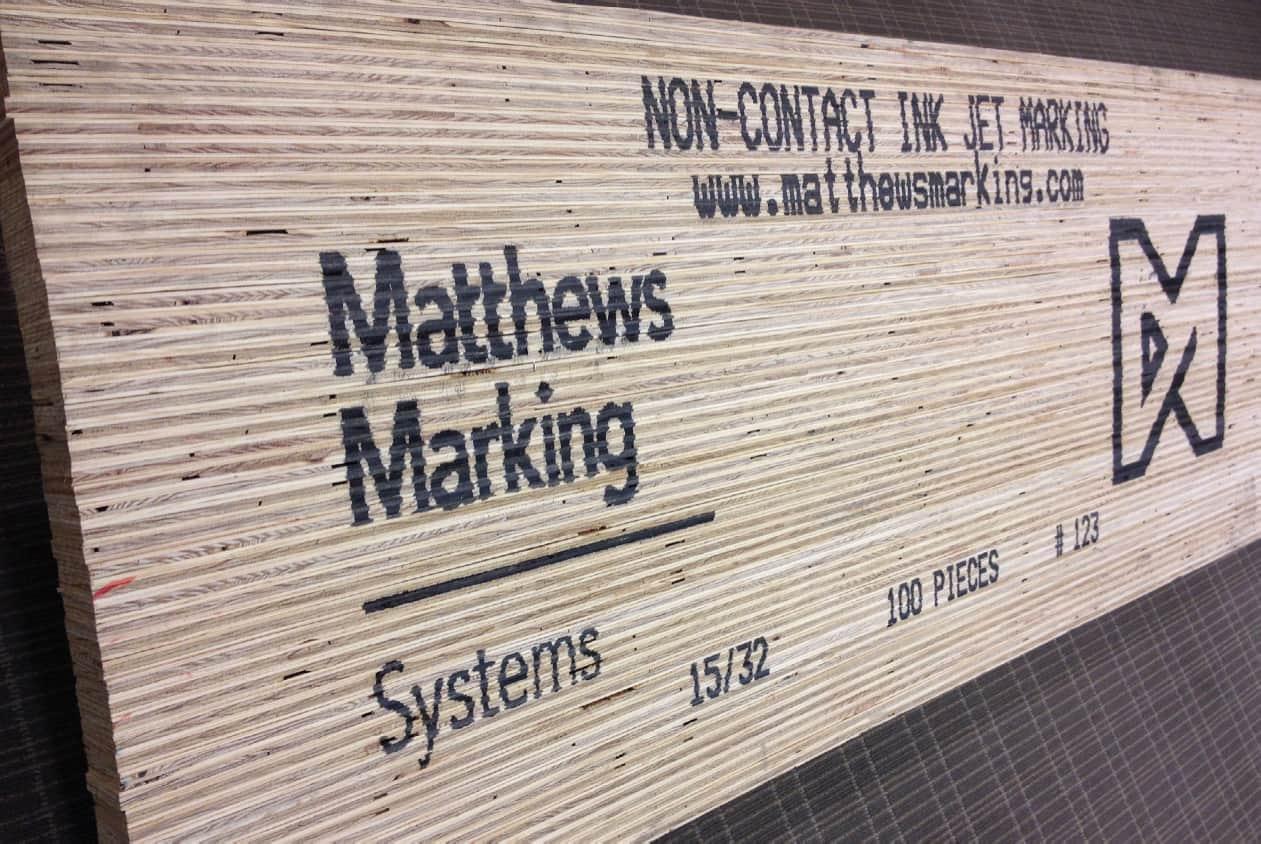 NON-CONTACT INK JET MARKING
www.matthewsmarking.com
Matthews
Marking
Systems
15/32
100 PIECES
# 123